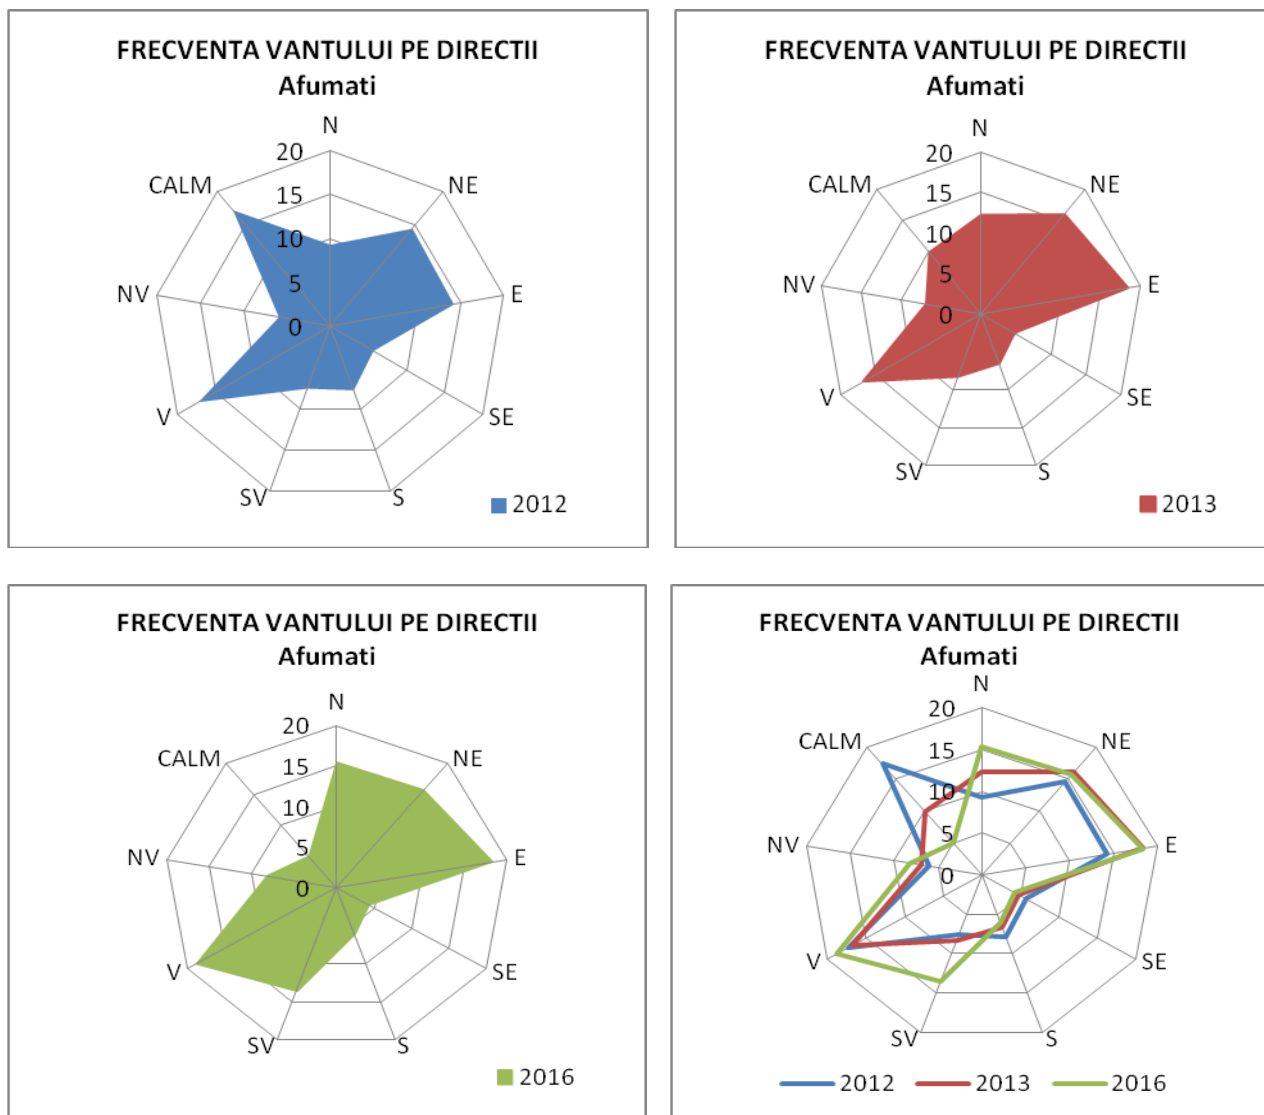 FRECVENTA VANTULUI PE DIRECTII
Afumati
N
20
NE
CALM
15
10
5
NV
E
0
V
SE
SV
S
2012
FRECVENTA VANTULUI PE DIRECTII
Afumati
N
20
NE
CALM
15
10
5
NV
E
0
V
SE
SV
S
2013
FRECVENTA VANTULUI PE DIRECTII
Afumati
N
20
NE
CALM
15
10
5
NV
E
0
V
SE
SV
S
2016
FRECVENTA VANTULUI PE DIRECTII
Afumati
N
20
NE
CALM
15
10
5
NV
E
0
V
SE
SV
S
2012 2013 2016